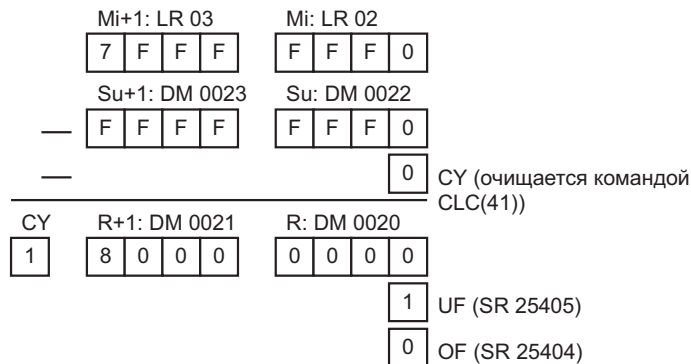 Mi+1: LR 03 Mi: LR 02
7 F F F F F F 0
Su+1: DM 0023 Su: DM 0022
— F F F F F F F 0
— 0 CY (очищается командой
CLC(41))
CY R+1: DM 0021 R: DM 0020
1 8 0 0 0 0 0 0 0
1 UF (SR 25405)
0 OF (SR 25404)